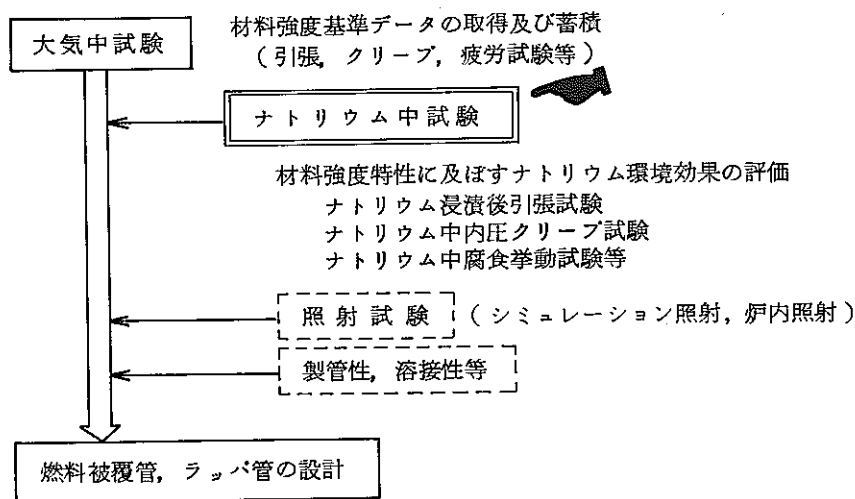 材料強度基準データの取得及び蓄積
大気中試験
(引張, クリープ, 疲労試験等)
ナトリウム中試験
材料強度特性に及ぼすナトリウム環境効果の評価
ナトリウム浸漬後引張試験
ナトリウム中内圧クリープ試験
ナトリウム中腐食挙動試験等
照射試験 (シミュレーション照射, 炉内照射)
製管性, 溶接性等
燃料被覆管, ラッパ管の設計